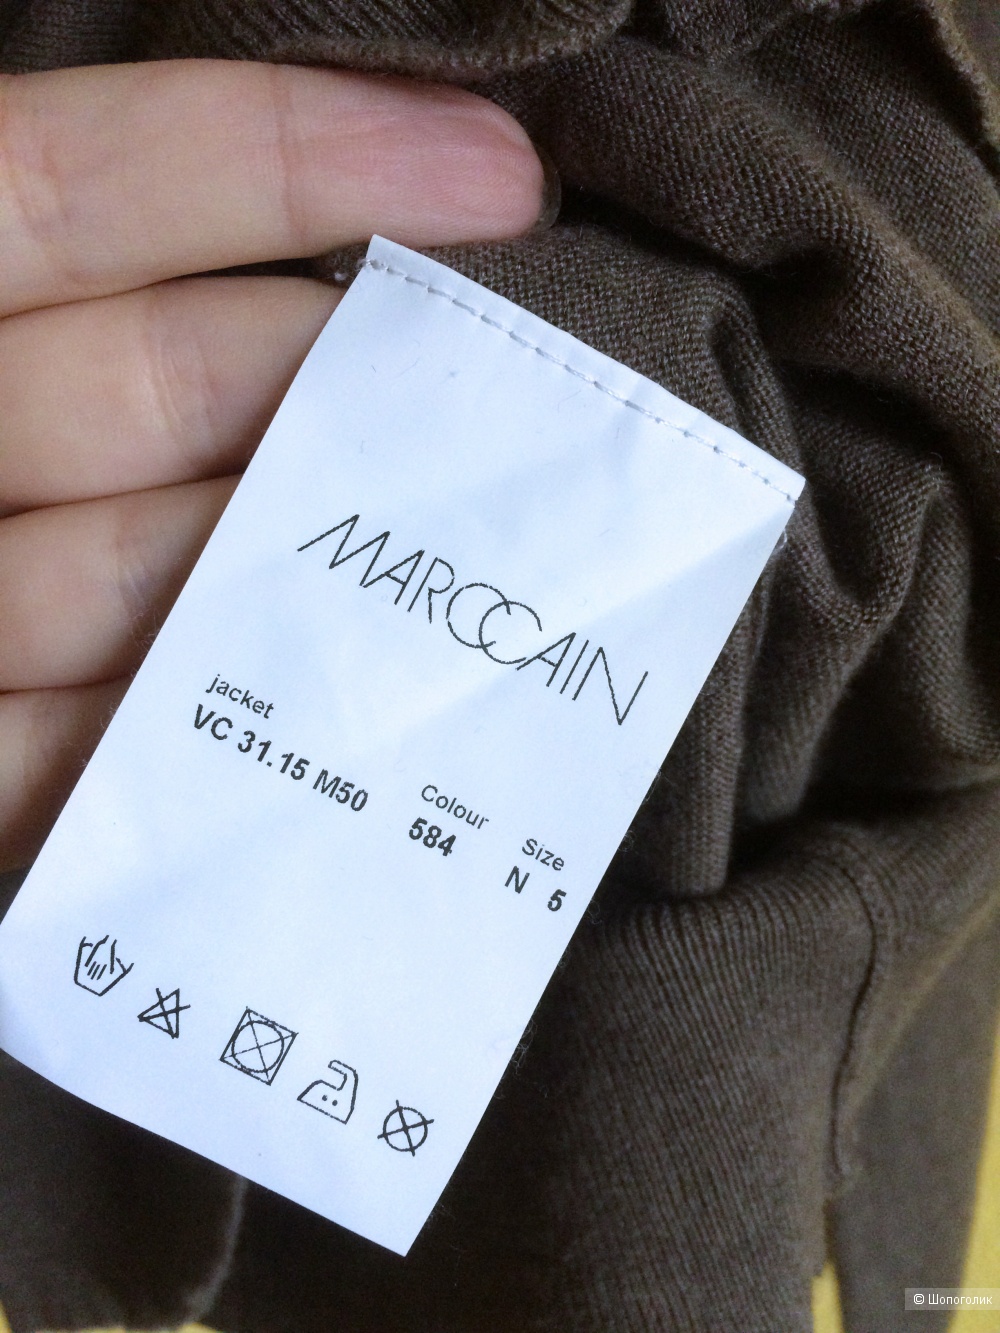 MARCCAIN
jacket
VC 31.15 M50
Colour
584
Size
N 5
© Шопоголик